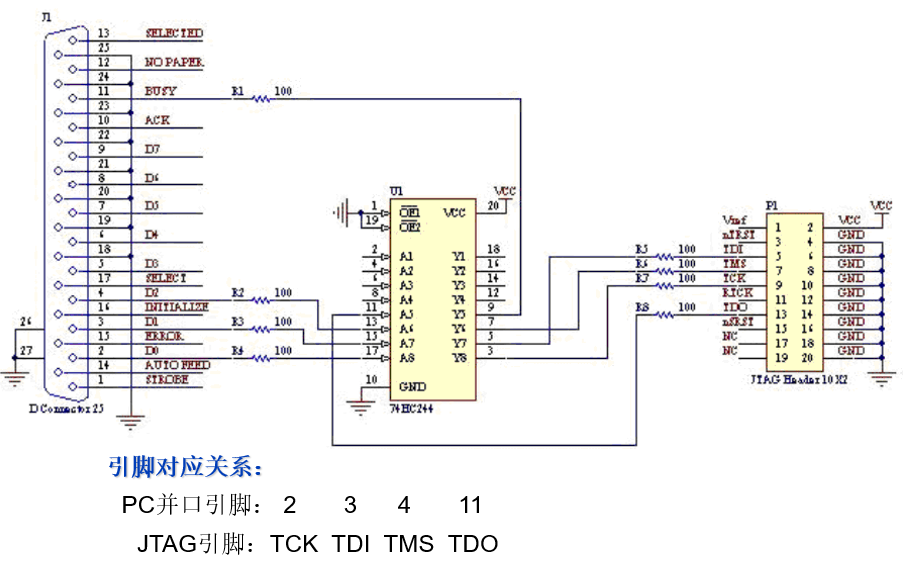 J1
13 SELECTED
25
12 NO PAPER
24
11 BUSY R1 100
23
10 ACK
22
9 D7
21
8 D6
20
7 D5
19
6 D4
18
5 D3
17 SELECT
4 D2 R2 100
16 INITIALIZE
3 D1 R3 100
15 ERROR
2 D0 R4 100
14 AUTO FEED
1 STROBE
26
27
D Connector 25
U1
VCC
1 OE1 VCC 20
19 OE2
2 A1 Y1 18
4 A2 Y2 16
6 A3 Y3 14
8 A4 Y4 12
11 A5 Y5 9
13 A6 Y6 7
15 A7 Y7 5
17 A8 Y8 3
10 GND
74HC244
R5 100
R6 100
R7 100
R8 100
P1
VCC
Vref 1 2 VCC
nTRST 3 4 GND
TDI 5 6 GND
TMS 7 8 GND
TCK 9 10 GND
RTCK 11 12 GND
TDO 13 14 GND
nSRST 15 16 GND
NC 17 18 GND
NC 19 20 GND
JTAG Header 10 X2
引脚对应关系：
PC并口引脚： 2 3 4 11
JTAG引脚：TCK TDI TMS TDO